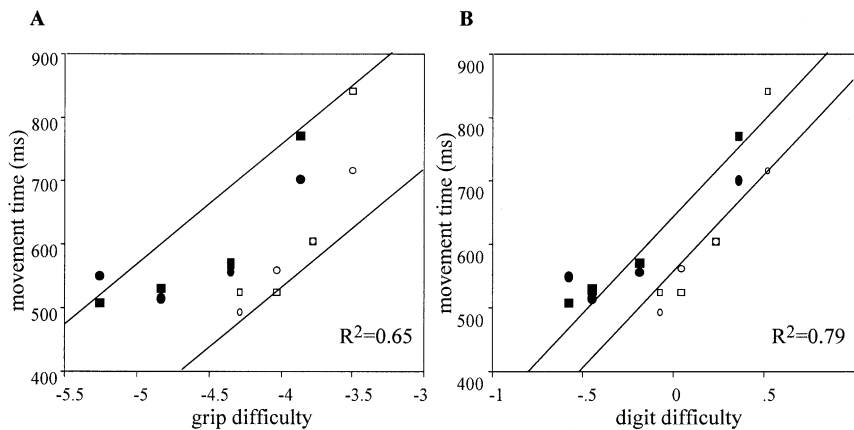 A
900
800
700
600
500
400
movement time (ms)
-5.5
-5
-4.5
-4
-3.5
-3
grip difficulty
R²=0.65
B
900
800
700
600
500
400
movement time (ms)
-1
-.5
0
.5
1
digit difficulty
R²=0.79